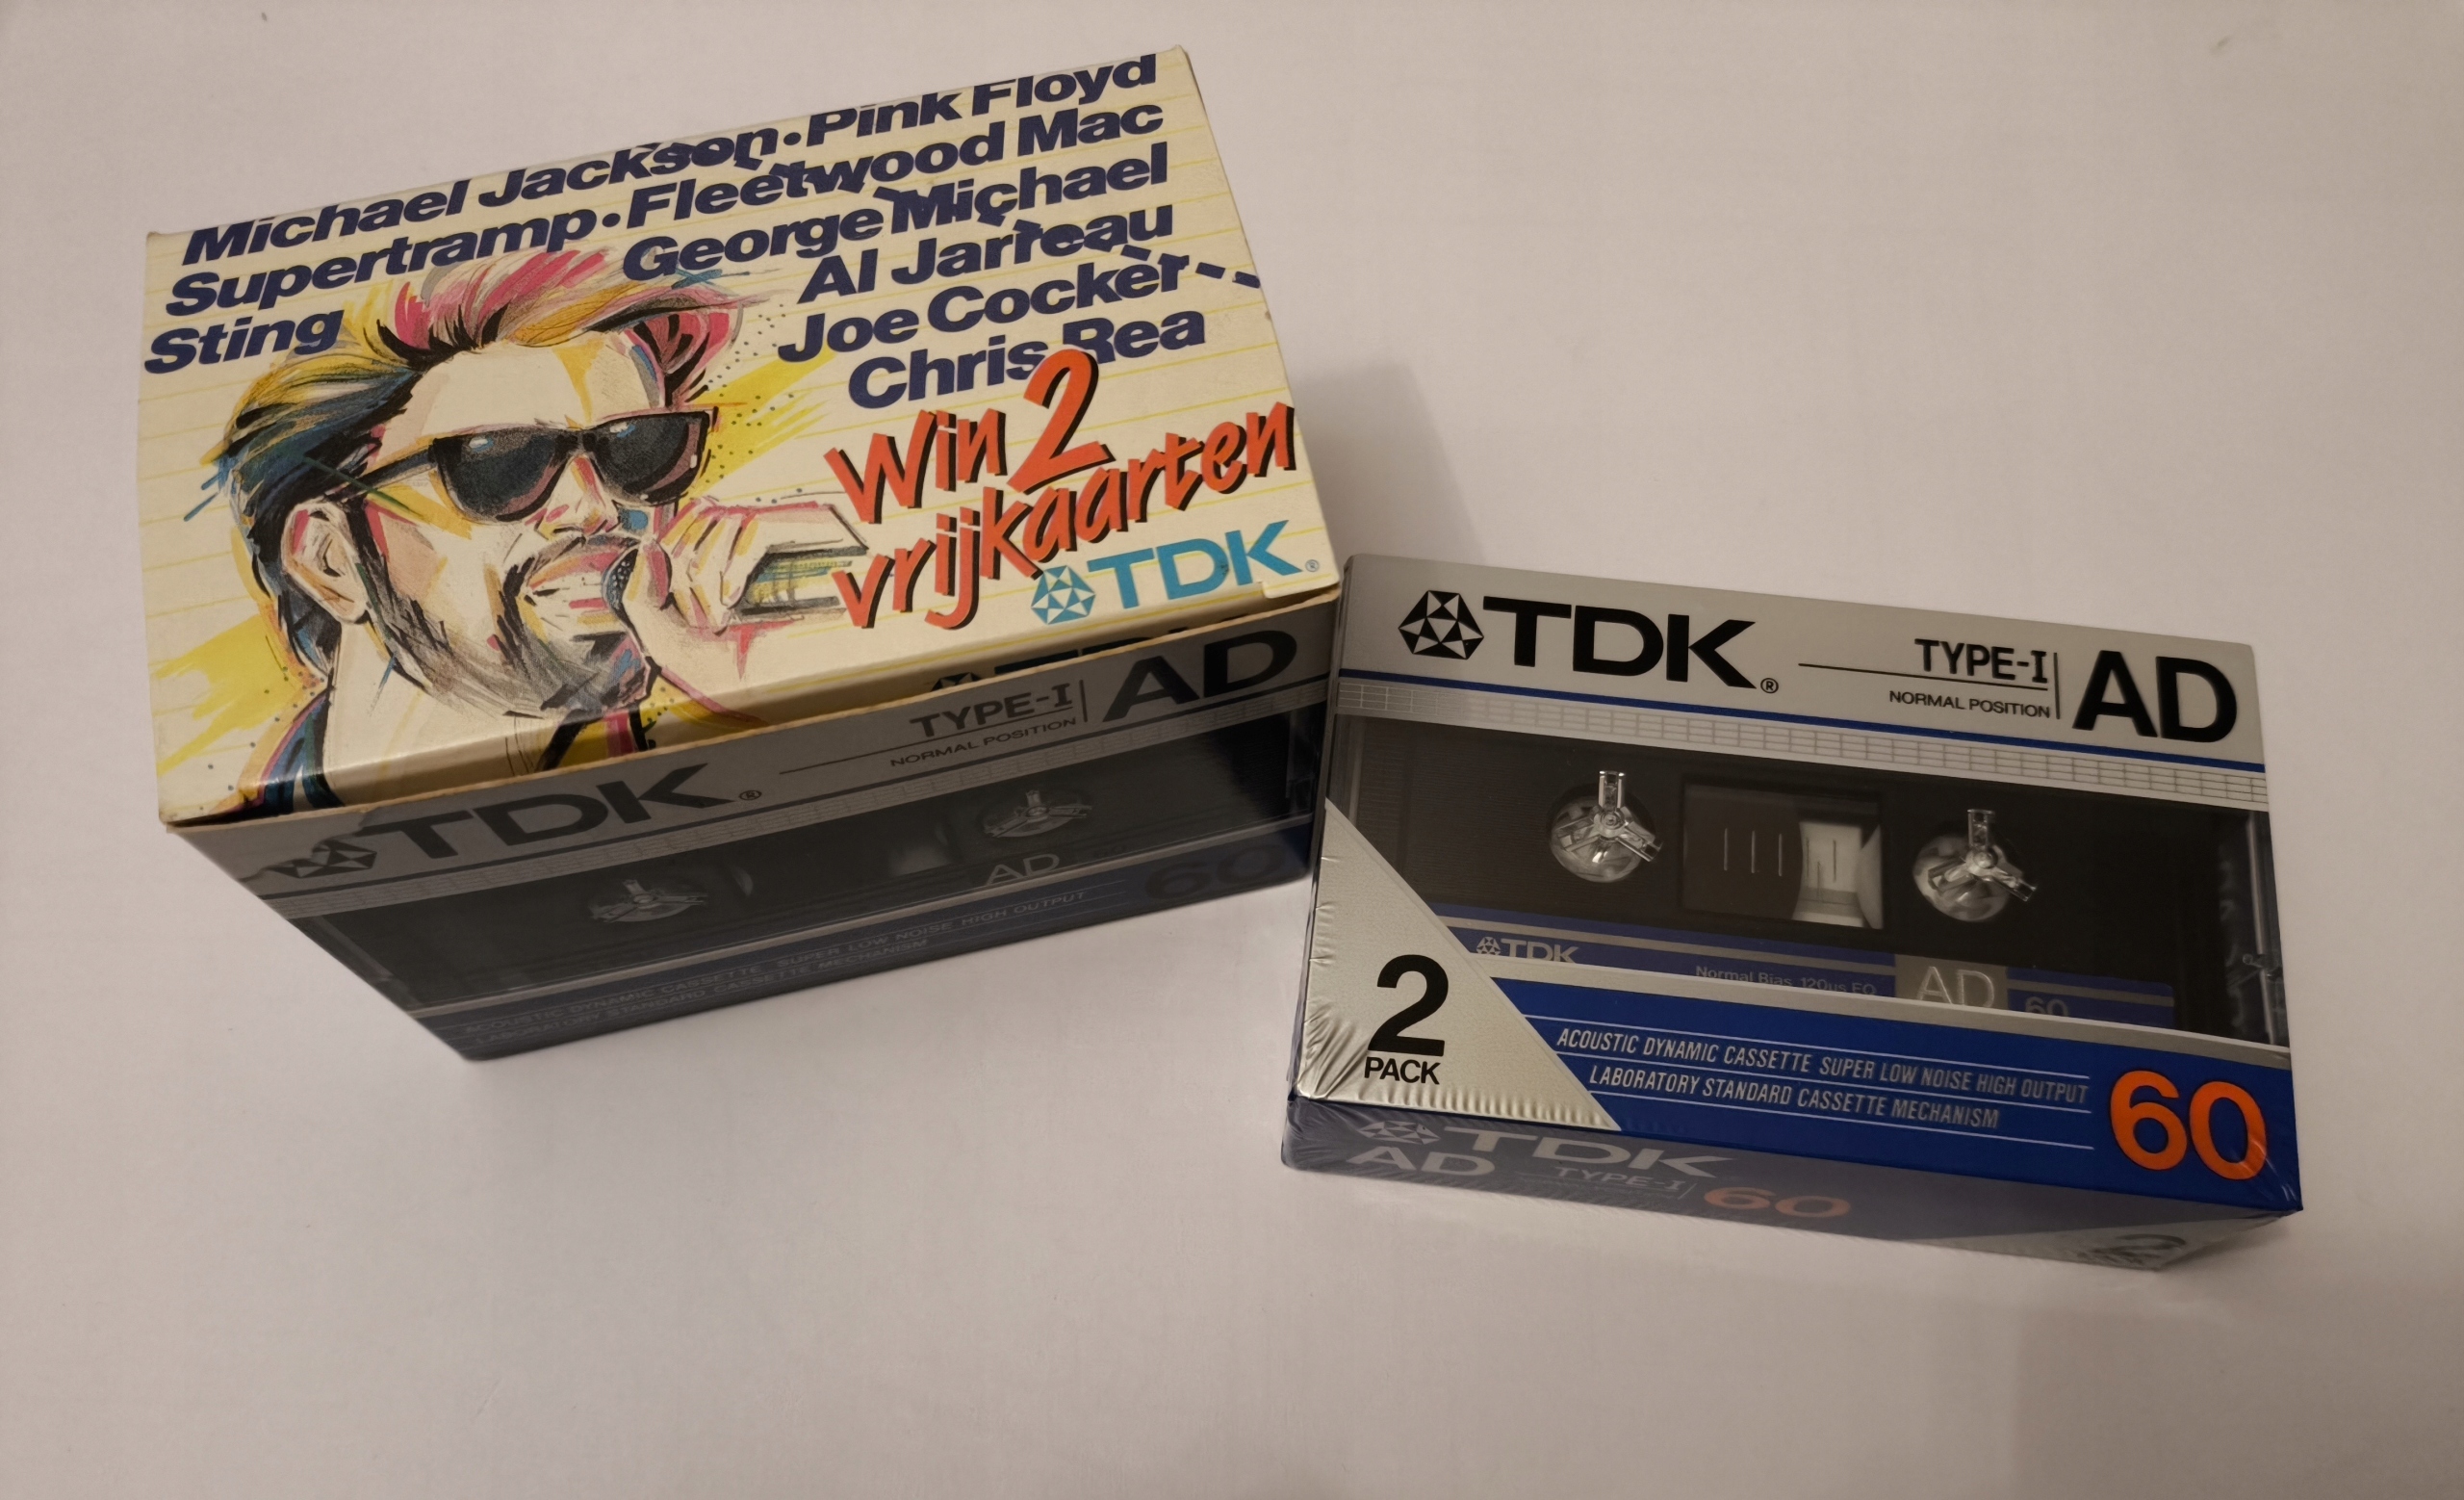 Michael Jackson • Pink Floyd
Supertramp • Fleetwood Mac
George Michael
Sting
Al Jarreau
Joe Cocker
Chris Rea
Win 2
vrijkaarten
TDK®
TDK®
TYPE-I
NORMAL POSITION
AD
AD
60
ACOUSTIC DYNAMIC CASSETTE SUPER LOW NOISE HIGH OUTPUT
LABORATORY STANDARD CASSETTE MECHANISM
TDK®
TYPE-I
NORMAL POSITION
AD
TDK
Normal Bias 120µs EQ
AD
60
2
PACK
ACOUSTIC DYNAMIC CASSETTE SUPER LOW NOISE HIGH OUTPUT
LABORATORY STANDARD CASSETTE MECHANISM
60
TDK
AD
TYPE-I
60
2